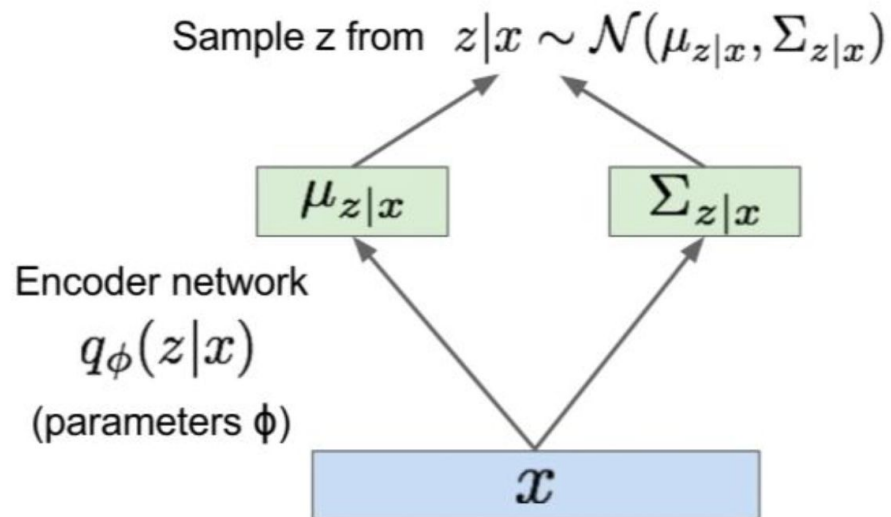 Sample z from z|x ∼ 𝒩(μ_{z|x}, Σ_{z|x})
μ_{z|x} Σ_{z|x}
Encoder network
q_ϕ(z|x)
(parameters ϕ)
x